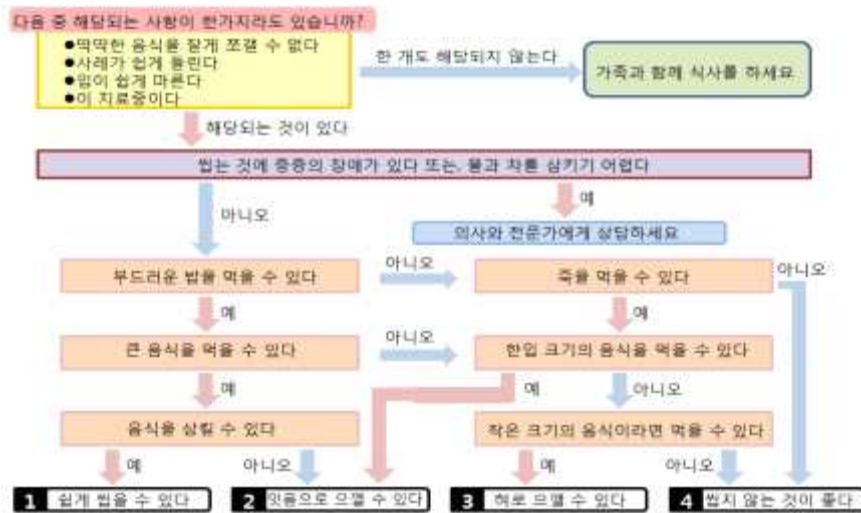 다음 중 해당되는 사항이 한가지라도 있습니까?
●딱딱한 음식을 잘게 쪼갤 수 없다
●사레가 쉽게 들린다
●입이 쉽게 마른다
●이 치료중이다
한 개도 해당되지 않는다
가족과 함께 식사를 하세요
해당되는 것이 있다
씹는 것에 중증의 장애가 있다 또는, 물과 차를 삼키기 어렵다
아니오
예
의사와 전문가에게 상담하세요
부드러운 밥을 먹을 수 있다
아니오
죽을 먹을 수 있다
아니오
예
예
큰 음식을 먹을 수 있다
아니오
한입 크기의 음식을 먹을 수 있다
예
예
아니오
음식을 삼킬 수 있다
작은 크기의 음식이라면 먹을 수 있다
예
아니오
예
아니오
1 쉽게 씹을 수 있다
2 잇몸으로 으깰 수 있다
3 혀로 으깰 수 있다
4 씹지 않는 것이 좋다